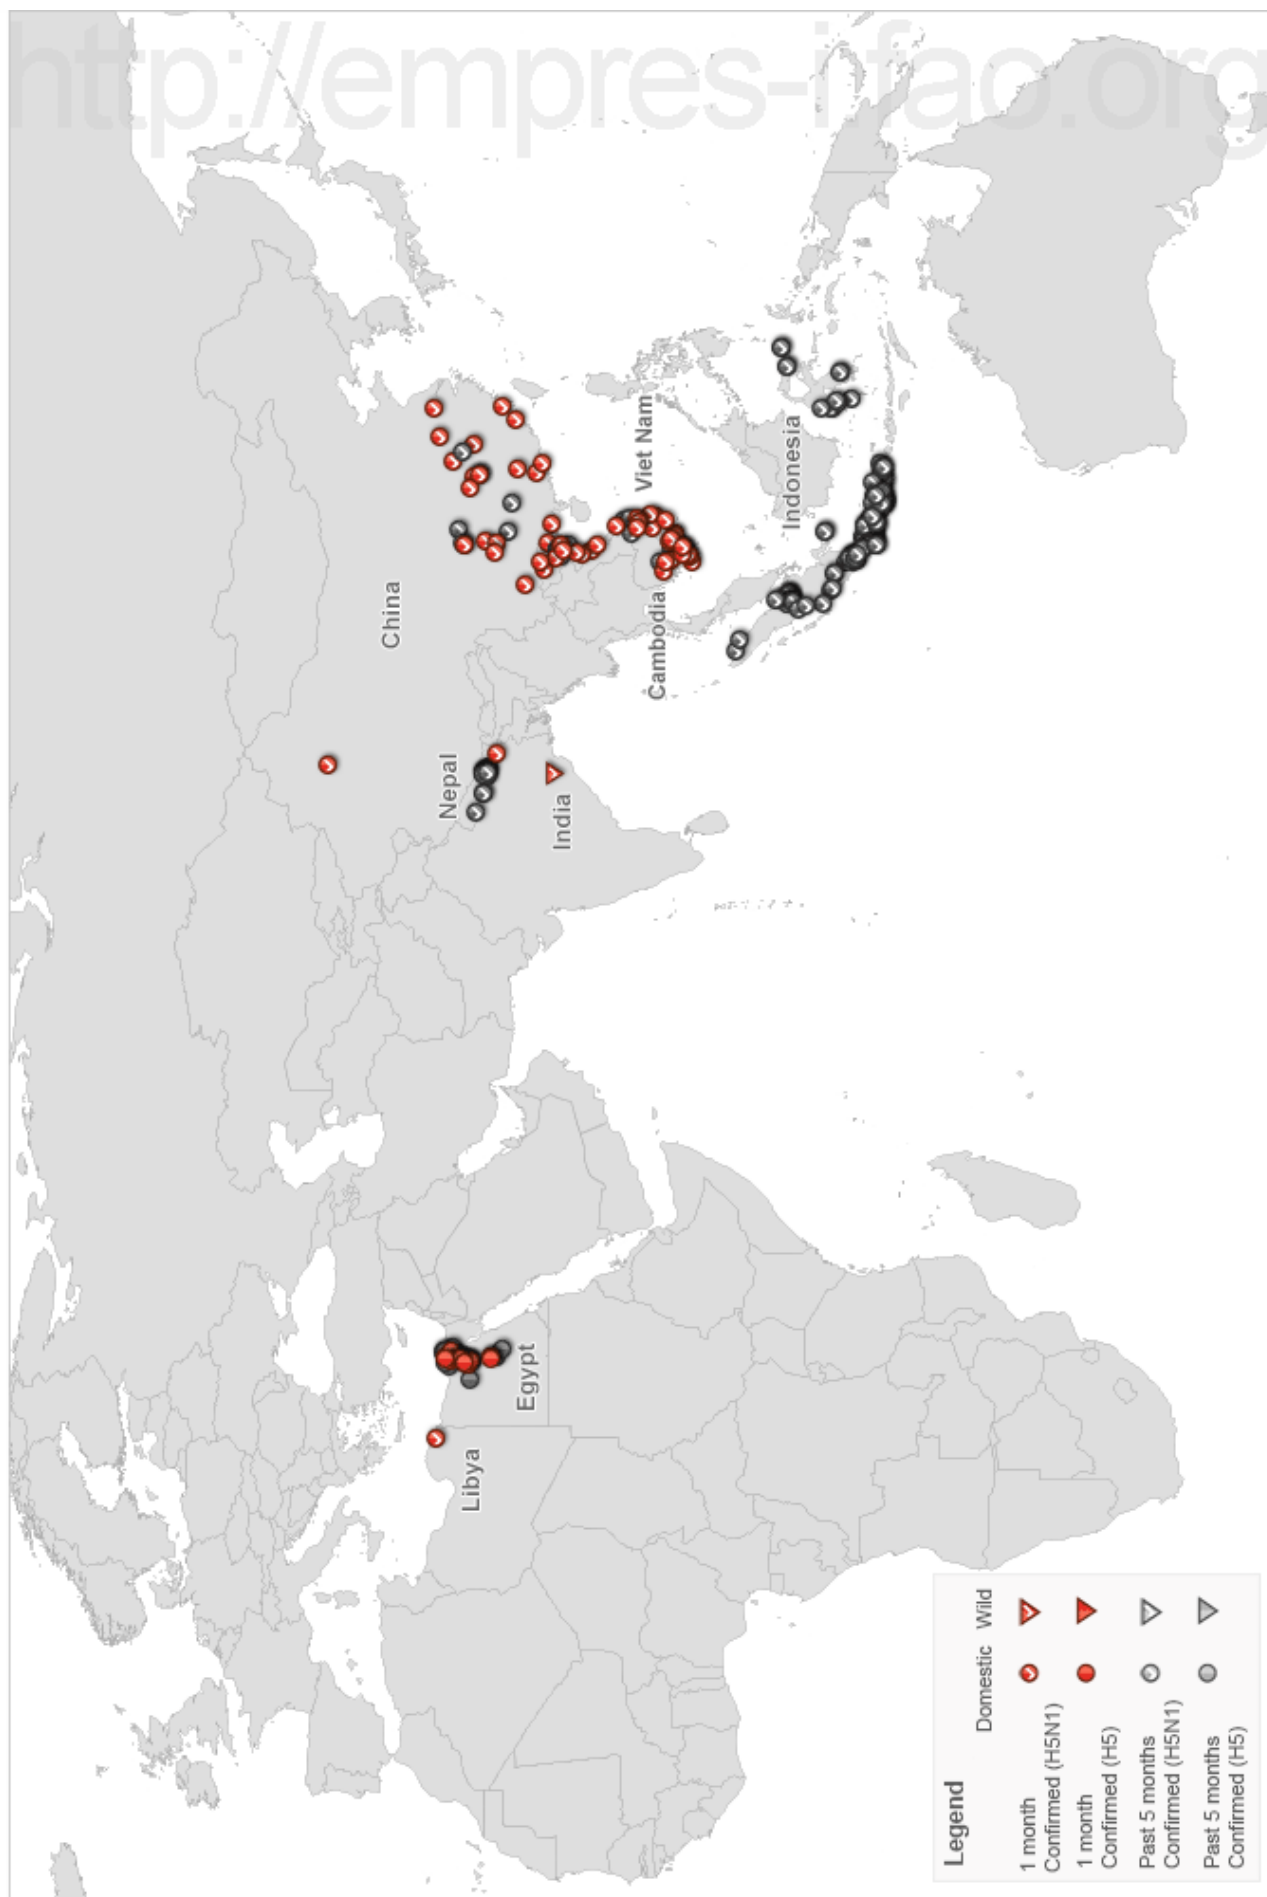 http://empres-i.fao.org
China
Nepal
India
Viet Nam
Cambodia
Indonesia
Egypt
Libya
Legend
Domestic Wild
1 month
Confirmed (H5N1)
1 month
Confirmed (H5)
Past 5 months
Confirmed (H5N1)
Past 5 months
Confirmed (H5)